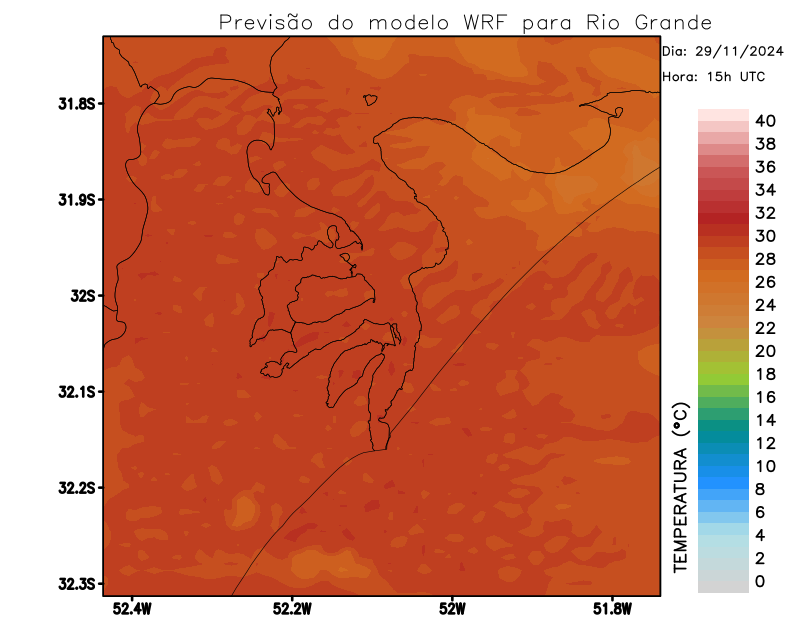 Previsão do modelo WRF para Rio Grande
Dia: 29/11/2024
Hora: 15h UTC
31.8S
31.9S
32S
32.1S
32.2S
32.3S
52.4W
52.2W
52W
51.8W
TEMPERATURA (°C)
40
38
36
34
32
30
28
26
24
22
20
18
16
14
12
10
8
6
4
2
0